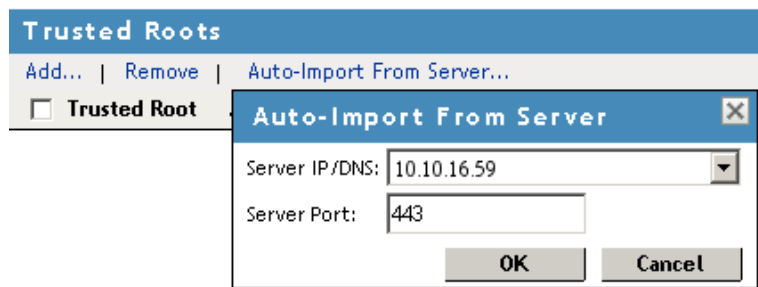 Trusted Roots
Add... | Remove | Auto-Import From Server...
Trusted Root
Auto-Import From Server
Server IP/DNS: 10.10.16.59
Server Port: 443
OK Cancel